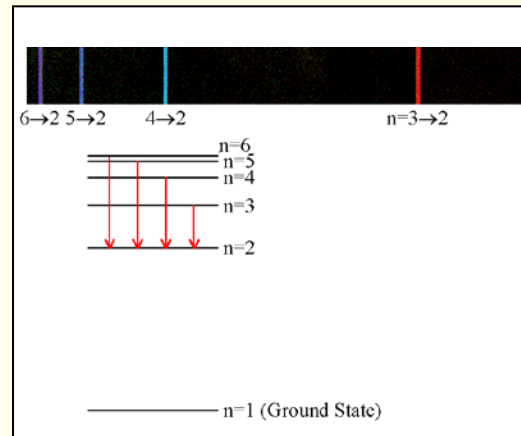 6→2 5→2 4→2 n=3→2
n=6
n=5
n=4
n=3
n=2
n=1 (Ground State)